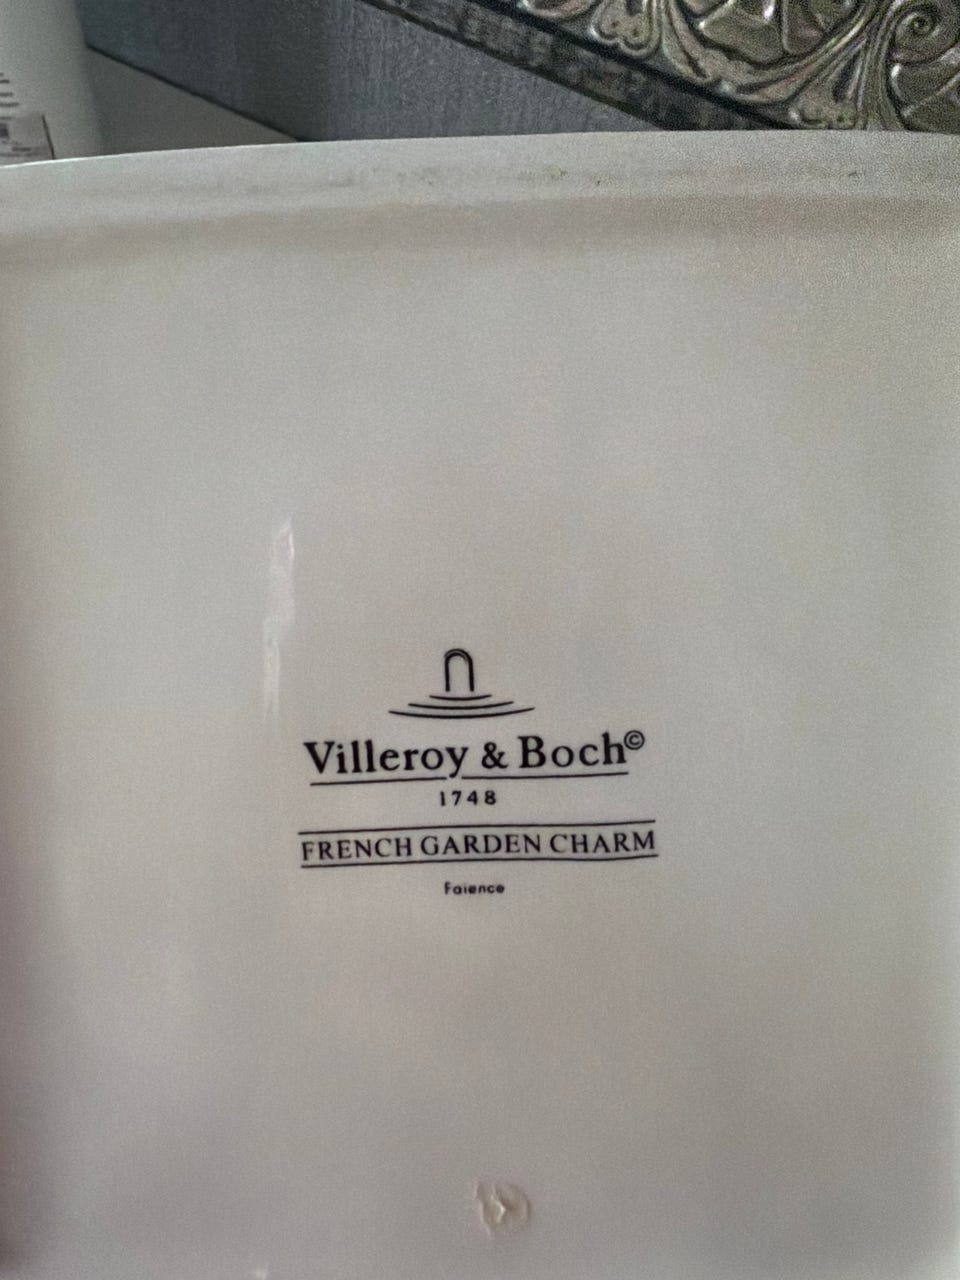 Villeroy & Boch©
1748
FRENCH GARDEN CHARM
Faience